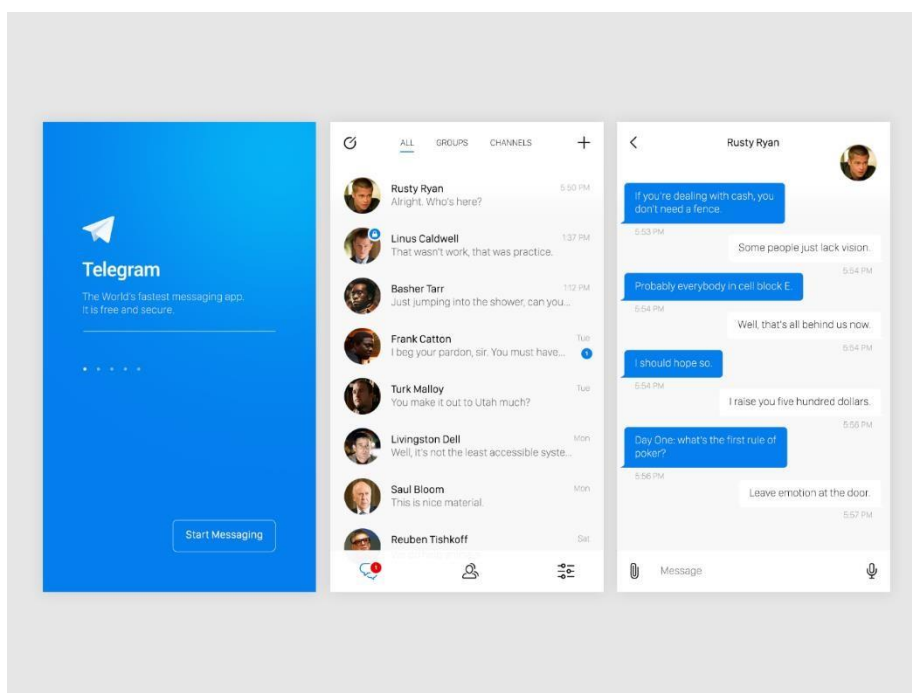 Telegram
The World's fastest messaging app.
It is free and secure.
Start Messaging
ALL GROUPS CHANNELS
Rusty Ryan 5:50 PM
Alright. Who's here?
Linus Caldwell 1:37 PM
That wasn't work, that was practice.
Basher Tarr 1:12 PM
Just jumping into the shower, can you...
Frank Catton Tue
I beg your pardon, sir. You must have... 1
Turk Malloy Tue
You make it out to Utah much?
Livingston Dell Mon
Well, it's not the least accessible syste...
Saul Bloom Mon
This is nice material.
Reuben Tishkoff Sat
1
Rusty Ryan
If you're dealing with cash, you
don't need a fence.
5:53 PM
Some people just lack vision.
5:54 PM
Probably everybody in cell block E.
5:54 PM
Well, that's all behind us now.
5:54 PM
I should hope so.
5:54 PM
I raise you five hundred dollars.
5:56 PM
Day One: what's the first rule of
poker?
5:56 PM
Leave emotion at the door.
5:57 PM
Message